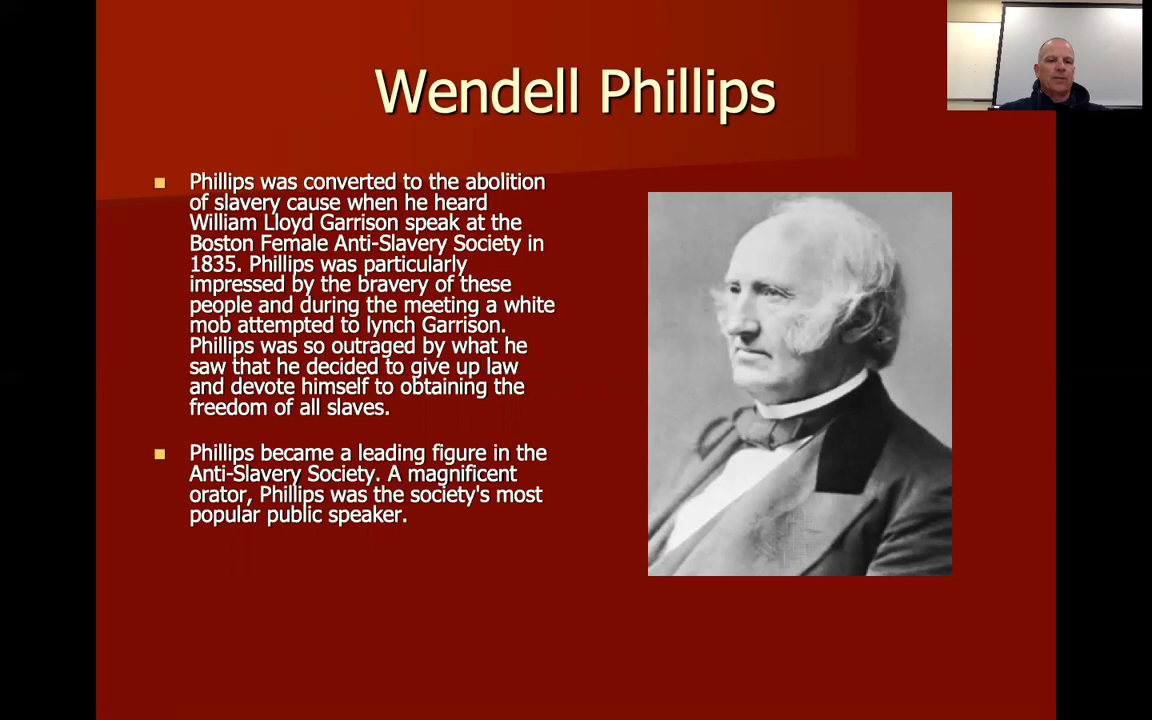 Wendell Phillips
Phillips was converted to the abolition
of slavery cause when he heard
William Lloyd Garrison speak at the
Boston Female Anti-Slavery Society in
1835. Phillips was particularly
impressed by the bravery of these
people and during the meeting a white
mob attempted to lynch Garrison.
Phillips was so outraged by what he
saw that he decided to give up law
and devote himself to obtaining the
freedom of all slaves.
Phillips became a leading figure in the
Anti-Slavery Society. A magnificent
orator, Phillips was the society's most
popular public speaker.